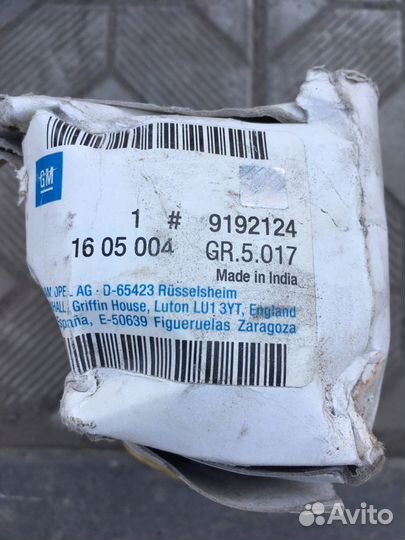 GM
1 # 9192124
16 05 004 GR.5.017
Made in India
AG · D-65423 Rüsselsheim
Griffin House, Luton LU1 3YT, England
España, E-50639 Figueruelas Zaragoza
Avito